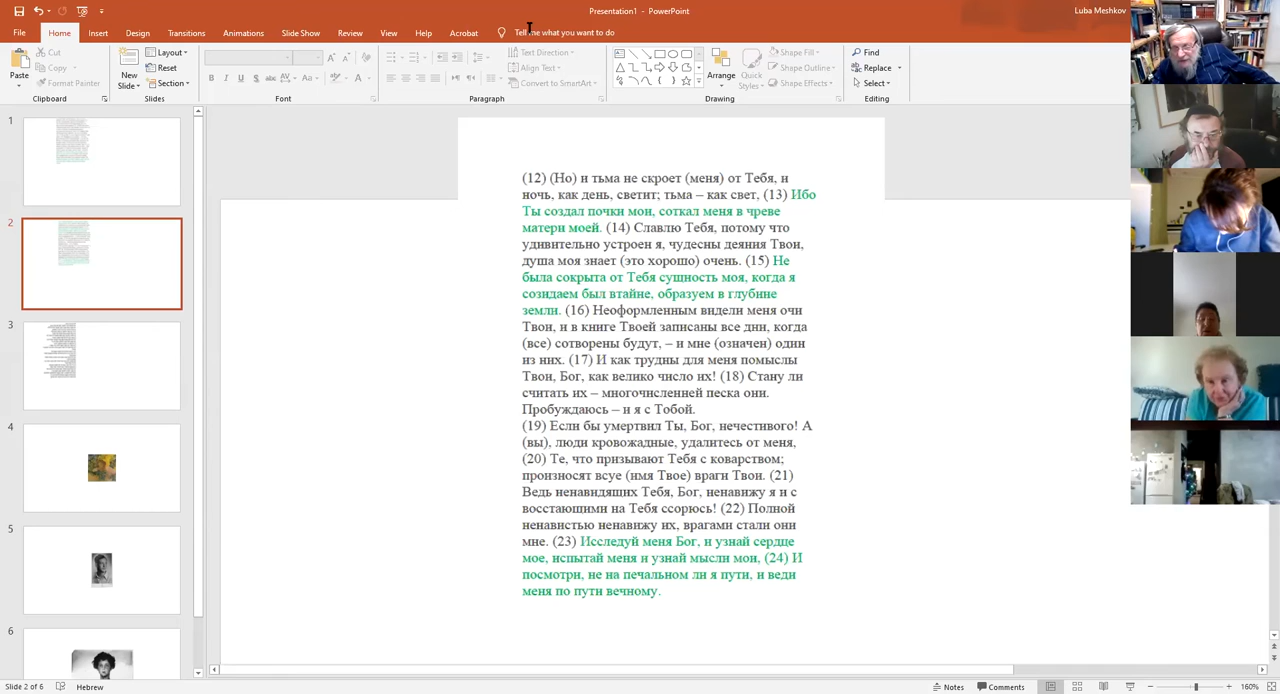 Presentation1 - PowerPoint
Luba Meshkov
File Home Insert Design Transitions Animations Slide Show Review View Help Acrobat Tell me what you want to do
Paste
Cut
Copy
Format Painter
Clipboard
New Slide
Layout
Reset
Section
Slides
Font
Text Direction
Align Text
Convert to SmartArt
Paragraph
Arrange
Quick Styles
Shape Fill
Shape Outline
Shape Effects
Drawing
Find
Replace
Select
Editing
1
2
3
4
5
6
(12) (Но) и тьма не скроет (меня) от Тебя, и
ночь, как день, светит; тьма – как свет, (13) Ибо
Ты создал почки мои, соткал меня в чреве
матери моей. (14) Славлю Тебя, потому что
удивительно устроен я, чудесны деяния Твои,
душа моя знает (это хорошо) очень. (15) Не
была сокрыта от Тебя сущность моя, когда я
созидаем был втайне, образуем в глубине
земли. (16) Неоформленным видели меня очи
Твои, и в книге Твоей записаны все дни, когда
(все) сотворены будут, – и мне (означен) один
из них. (17) И как трудны для меня помыслы
Твои, Бог, как велико число их! (18) Стану ли
считать их – многочисленней песка они.
Пробуждаюсь – и я с Тобой.
(19) Если бы умертвил Ты, Бог, нечестивого! А
(вы), люди кровожадные, удалитесь от меня,
(20) Те, что призывают Тебя с коварством;
произносят всуе (имя Твое) враги Твои. (21)
Ведь ненавидящих Тебя, Бог, ненавижу я и с
восстающими на Тебя ссорюсь! (22) Полной
ненавистью ненавижу их, врагами стали они
мне. (23) Исследуй меня Бог, и узнай сердце
мое, испытай меня и узнай мысли мои, (24) И
посмотри, не на печальном ли я пути, и веди
меня по пути вечному.
Slide 2 of 6 Hebrew
Notes Comments 160%